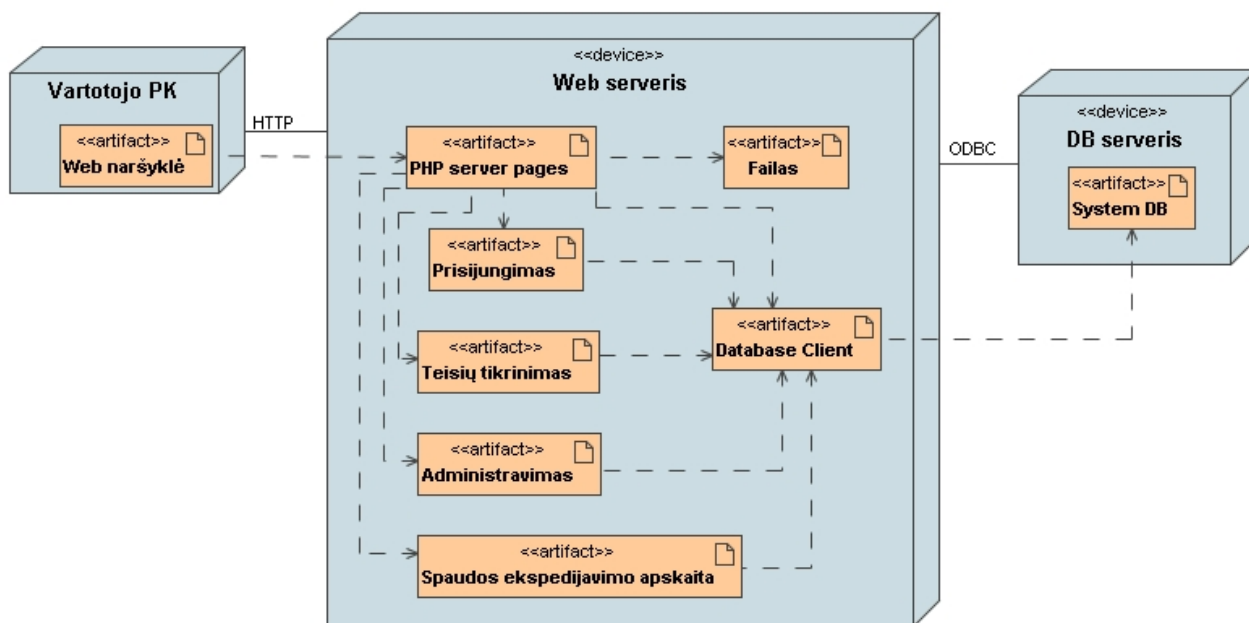 Vartotojo PK
<<artifact>>
Web naršyklė
HTTP
<<device>>
Web serveris
<<artifact>>
PHP server pages
<<artifact>>
Failas
<<artifact>>
Prisijungimas
<<artifact>>
Database Client
<<artifact>>
Teisių tikrinimas
<<artifact>>
Administravimas
<<artifact>>
Spaudos ekspedijavimo apskaita
ODBC
<<device>>
DB serveris
<<artifact>>
System DB